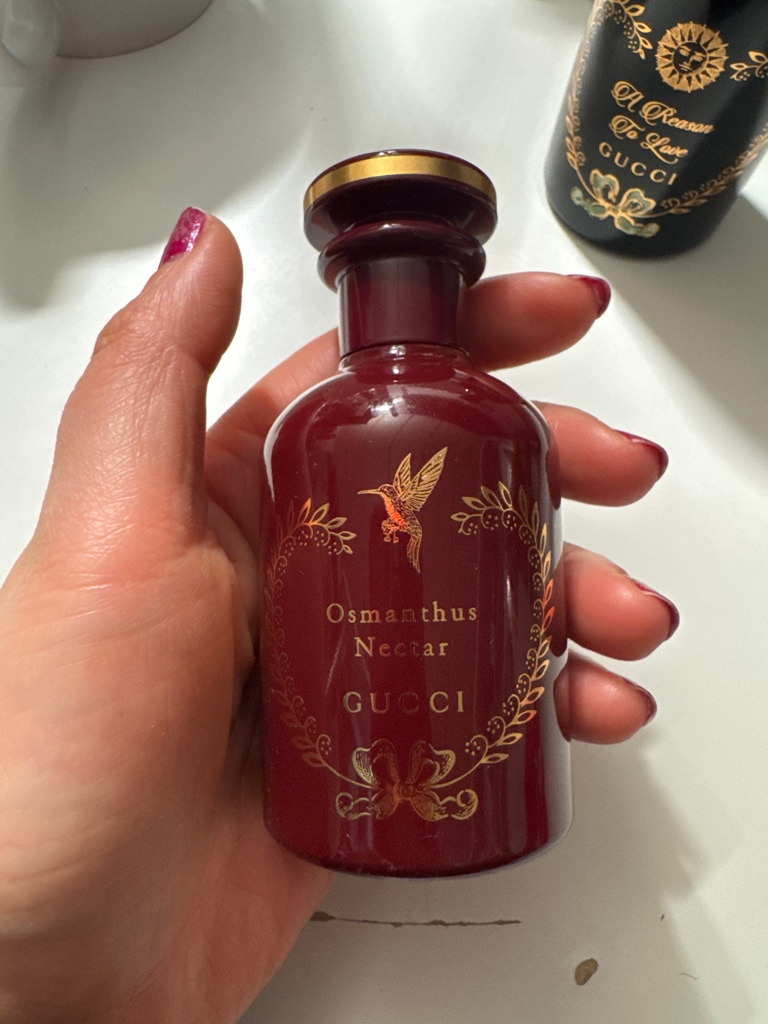 A Reason
To Love
GUCCI
Osmanthus
Nectar
GUCCI